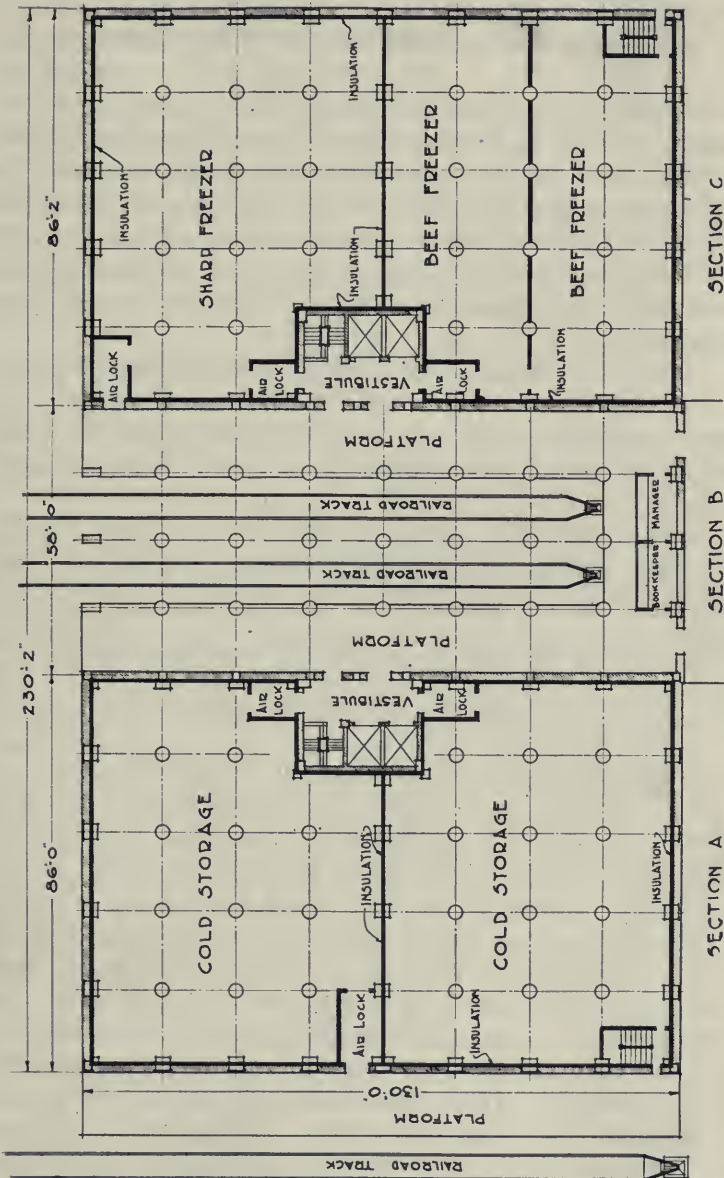 86'-2"
230'-2"
58'-0"
86'-0"
130'-0"
INSULATION
INSULATION
SHARP FREEZER
INSULATION
BEEF FREEZER
BEEF FREEZER
INSULATION
AIR LOCK
AIR
LOCK
VESTIBULE
AIR
LOCK
SECTION C
PLATFORM
RAILROAD TRACK
RAILROAD TRACK
BOOKKEEPER
MANAGER
PLATFORM
SECTION B
AIR
LOCK
VESTIBULE
AIR
LOCK
COLD STORAGE
INSULATION
COLD STORAGE
INSULATION
AIR LOCK
INSULATION
SECTION A
PLATFORM
RAILROAD TRACK